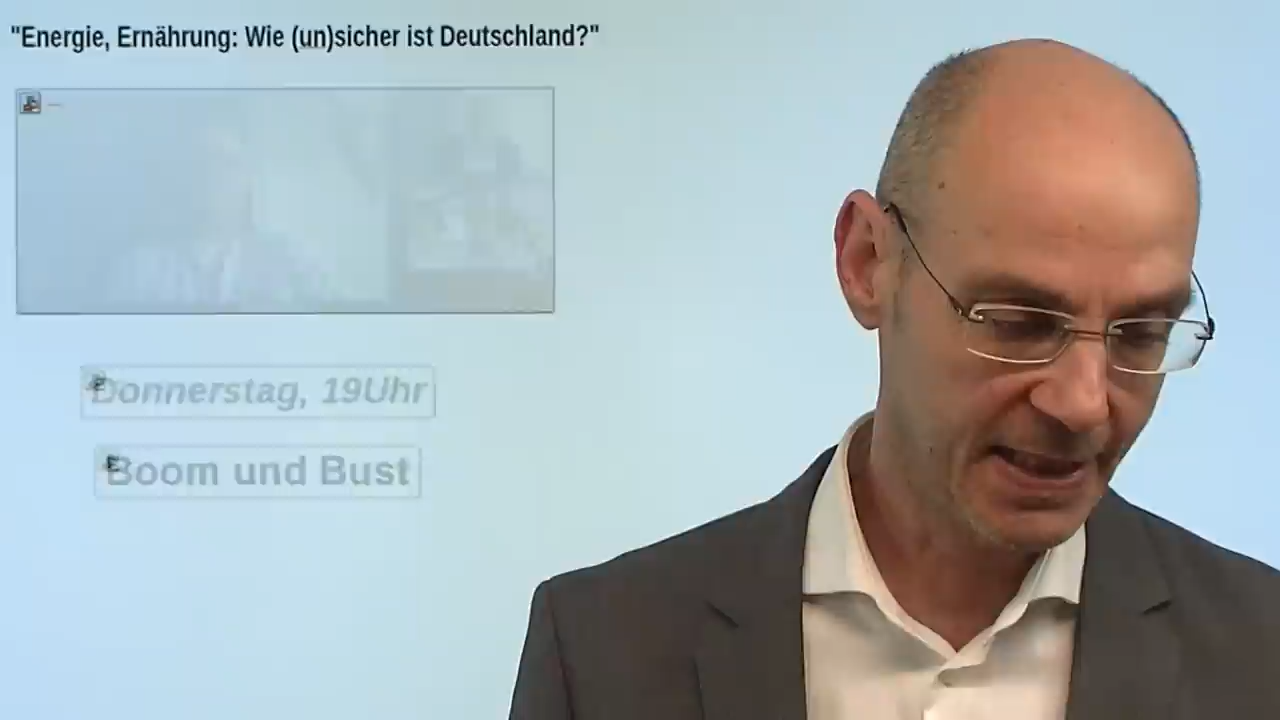 "Energie, Ernährung: Wie (un)sicher ist Deutschland?"
Donnerstag, 19Uhr
Boom und Bust